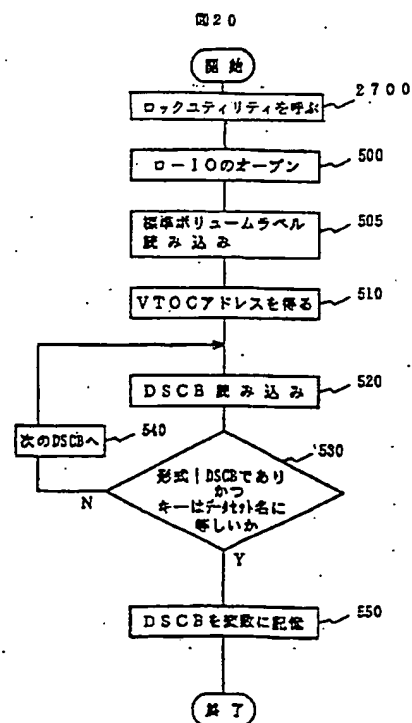 図20
開始
2700
ロックユティリティを呼ぶ
ローIOのオープン
500
標準ボリュームラベル
読み込み
505
VTOCアドレスを得る
510
DSCB 読み込み
520
次のDSCBへ
540
530
形式1DSCBであり
かつ
キーはデータセット名に
等しいか
N
Y
DSCBを変数に記憶
550
終了